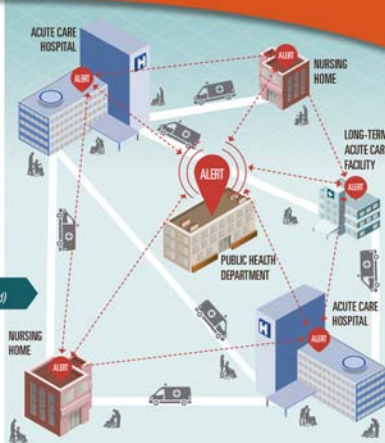 ACUTE CARE
HOSPITAL
H
ALERT
ALERT
NURSING
HOME
LONG-TERM
ACUTE CARE
FACILITY
ALERT
ALERT
PUBLIC HEALTH
DEPARTMENT
d)
ACUTE CARE
HOSPITAL
H
ALERT
NURSING
HOME
ALERT